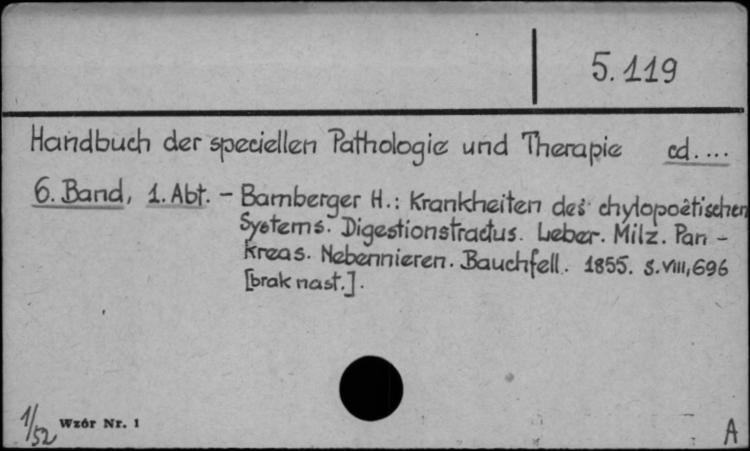 5.119
Handbuch der speciellen Pathologie und Therapie cd....
6. Band, 1. Abt. - Bamberger H.: Krankheiten des chylopoëtischen
Systems. Digestionstractus. Leber. Milz. Pan-
kreas. Nebennieren. Bauchfell. 1855. s. VIII, 696
[brak nast.].
1/52 Wzór Nr. 1
A